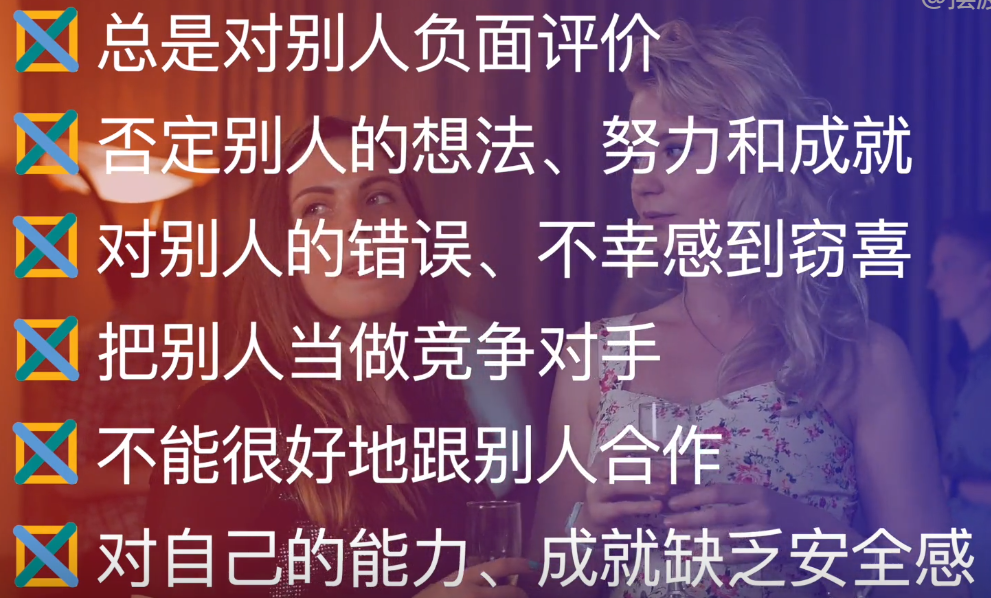 总是对别人负面评价
否定别人的想法、努力和成就
对别人的错误、不幸感到窃喜
把别人当做竞争对手
不能很好地跟别人合作
对自己的能力、成就缺乏安全感